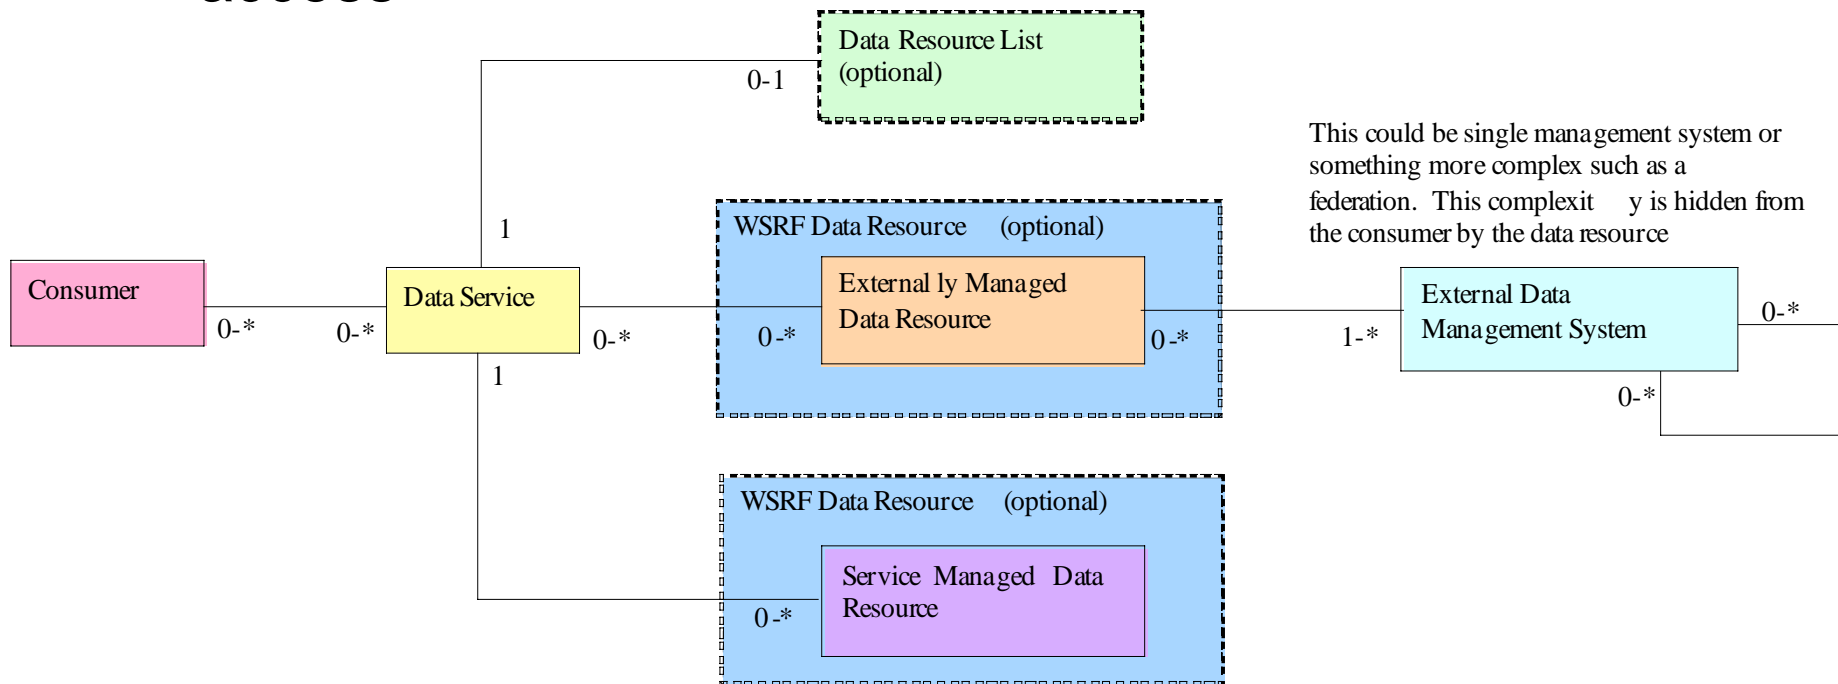 Data Resource List
(optional)
0-1
This could be single management system or
something more complex such as a
federation. This complexit y is hidden from
the consumer by the data resource
1
WSRF Data Resource (optional)
Consumer
Data Service
External ly Managed
Data Resource
External Data
Management System
0-*
0-*
0-*
0-*
0-*
1-*
0-*
0-*
1
WSRF Data Resource (optional)
Service Managed Data
Resource
0-*